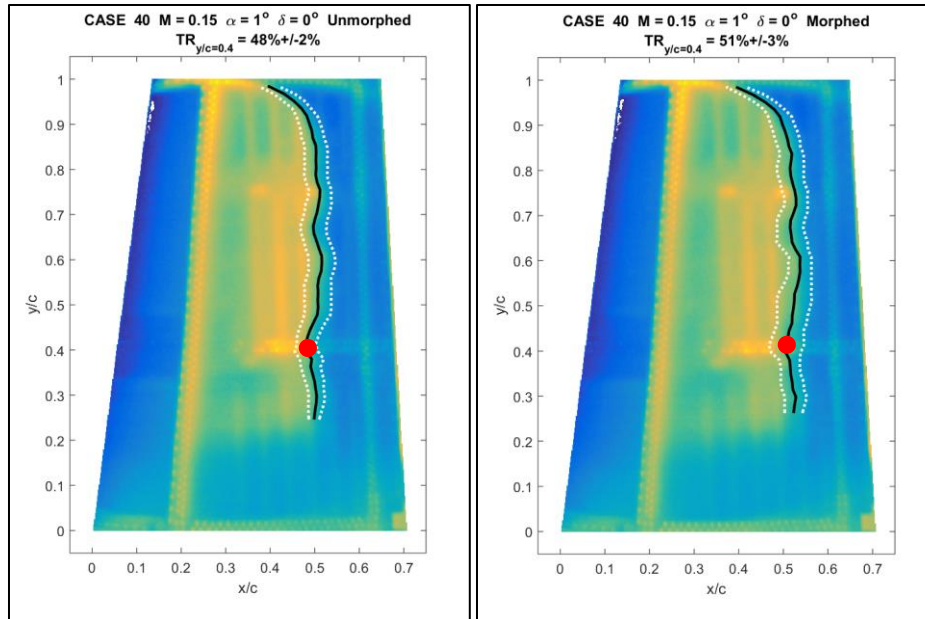 CASE 40 M = 0.15 α = 1° δ = 0° Unmorphed
TR y/c=0.4 = 48%+/-2%
1
0.9
0.8
0.7
0.6
0.5
0.4
0.3
0.2
0.1
0
y/c
0 0.1 0.2 0.3 0.4 0.5 0.6 0.7
x/c
CASE 40 M = 0.15 α = 1° δ = 0° Morphed
TR y/c=0.4 = 51%+/-3%
1
0.9
0.8
0.7
0.6
0.5
0.4
0.3
0.2
0.1
0
y/c
0 0.1 0.2 0.3 0.4 0.5 0.6 0.7
x/c